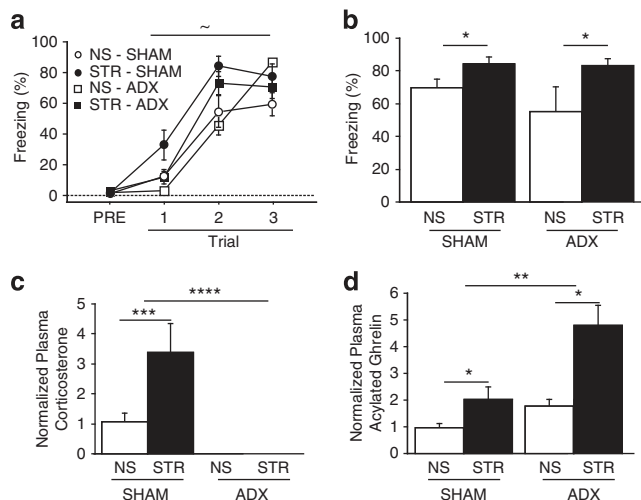 a
~
Freezing (%)
100
80
60
40
20
0
NS - SHAM
STR - SHAM
NS - ADX
STR - ADX
PRE
1
2
3
Trial
b
Freezing (%)
100
80
60
40
20
0
*
*
NS
STR
NS
STR
SHAM
ADX
c
Normalized Plasma
Corticosterone
5
4
3
2
1
0
****
***
NS
STR
NS
STR
SHAM
ADX
d
Normalized Plasma
Acylated Ghrelin
6
5
4
3
2
1
0
**
*
*
NS
STR
NS
STR
SHAM
ADX